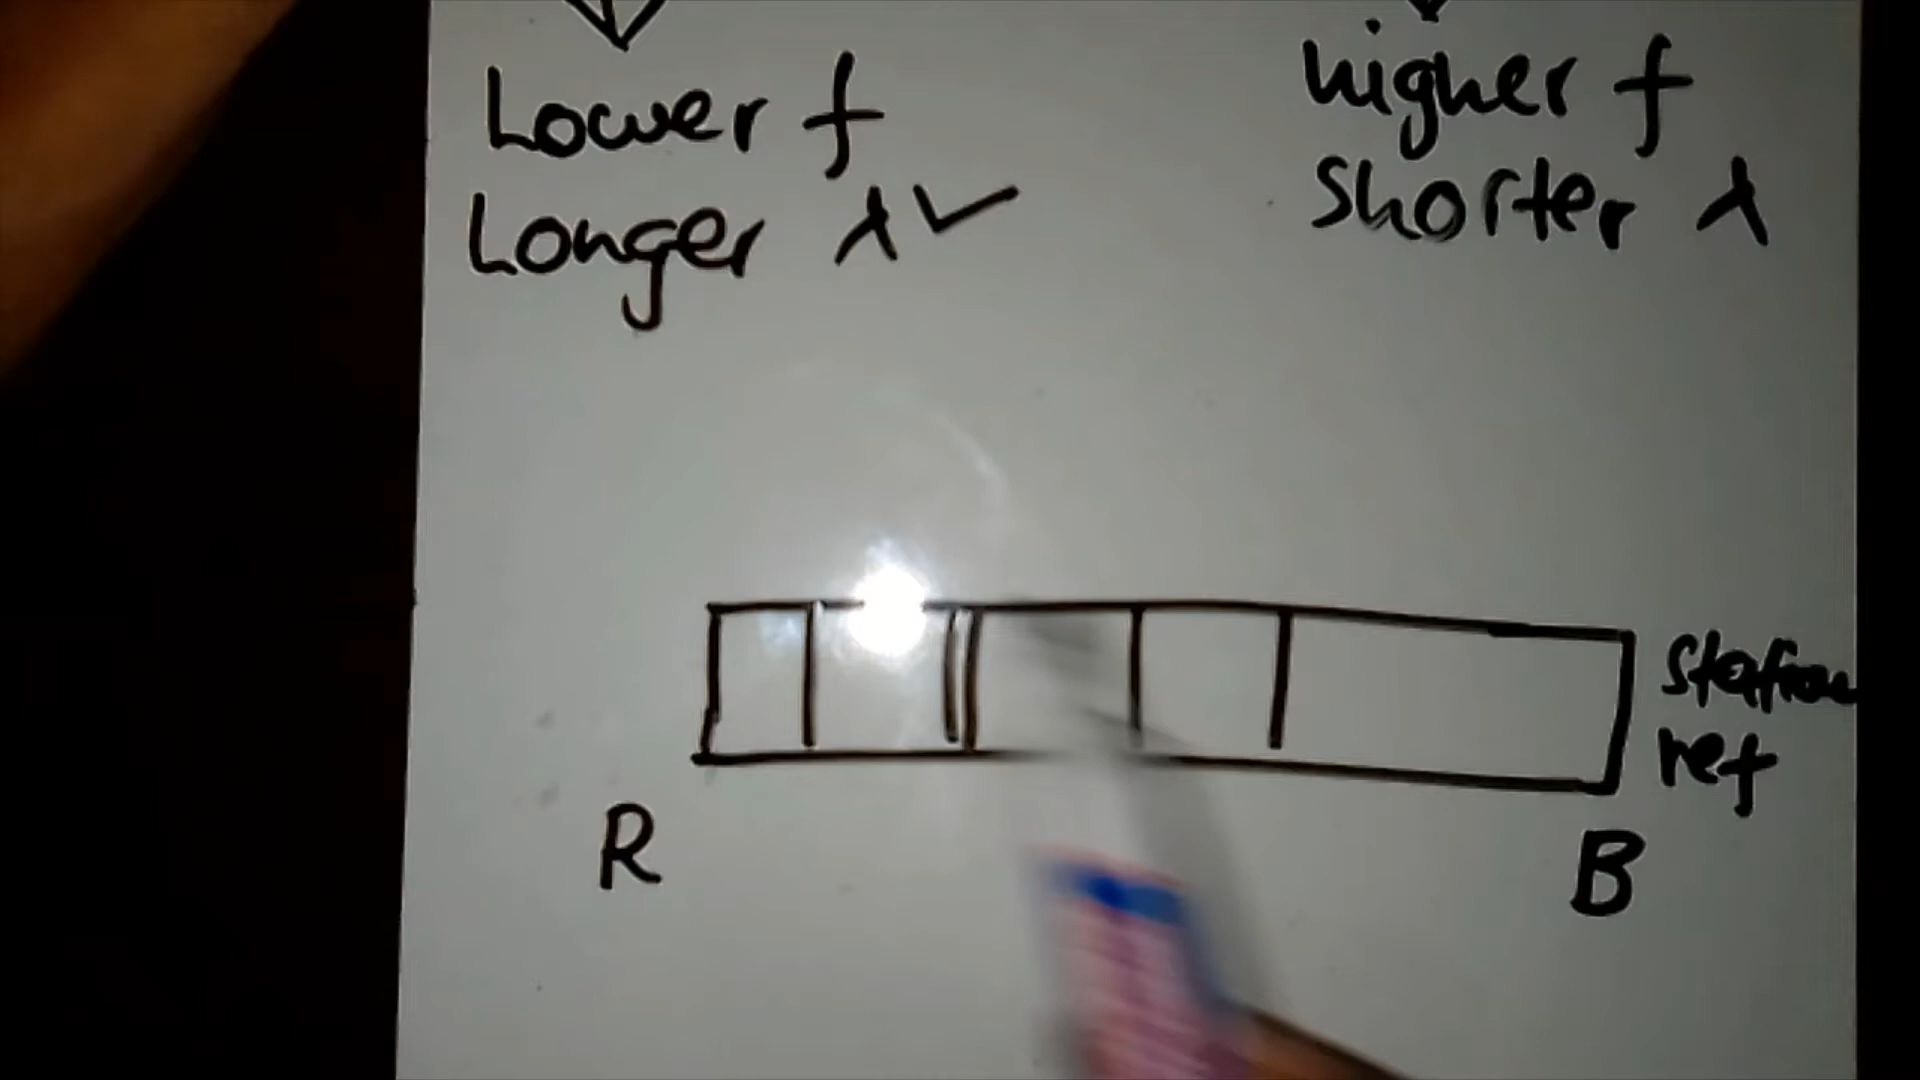 Lower f
Longer λ ✓
higher f
Shorter λ
ref
R
B